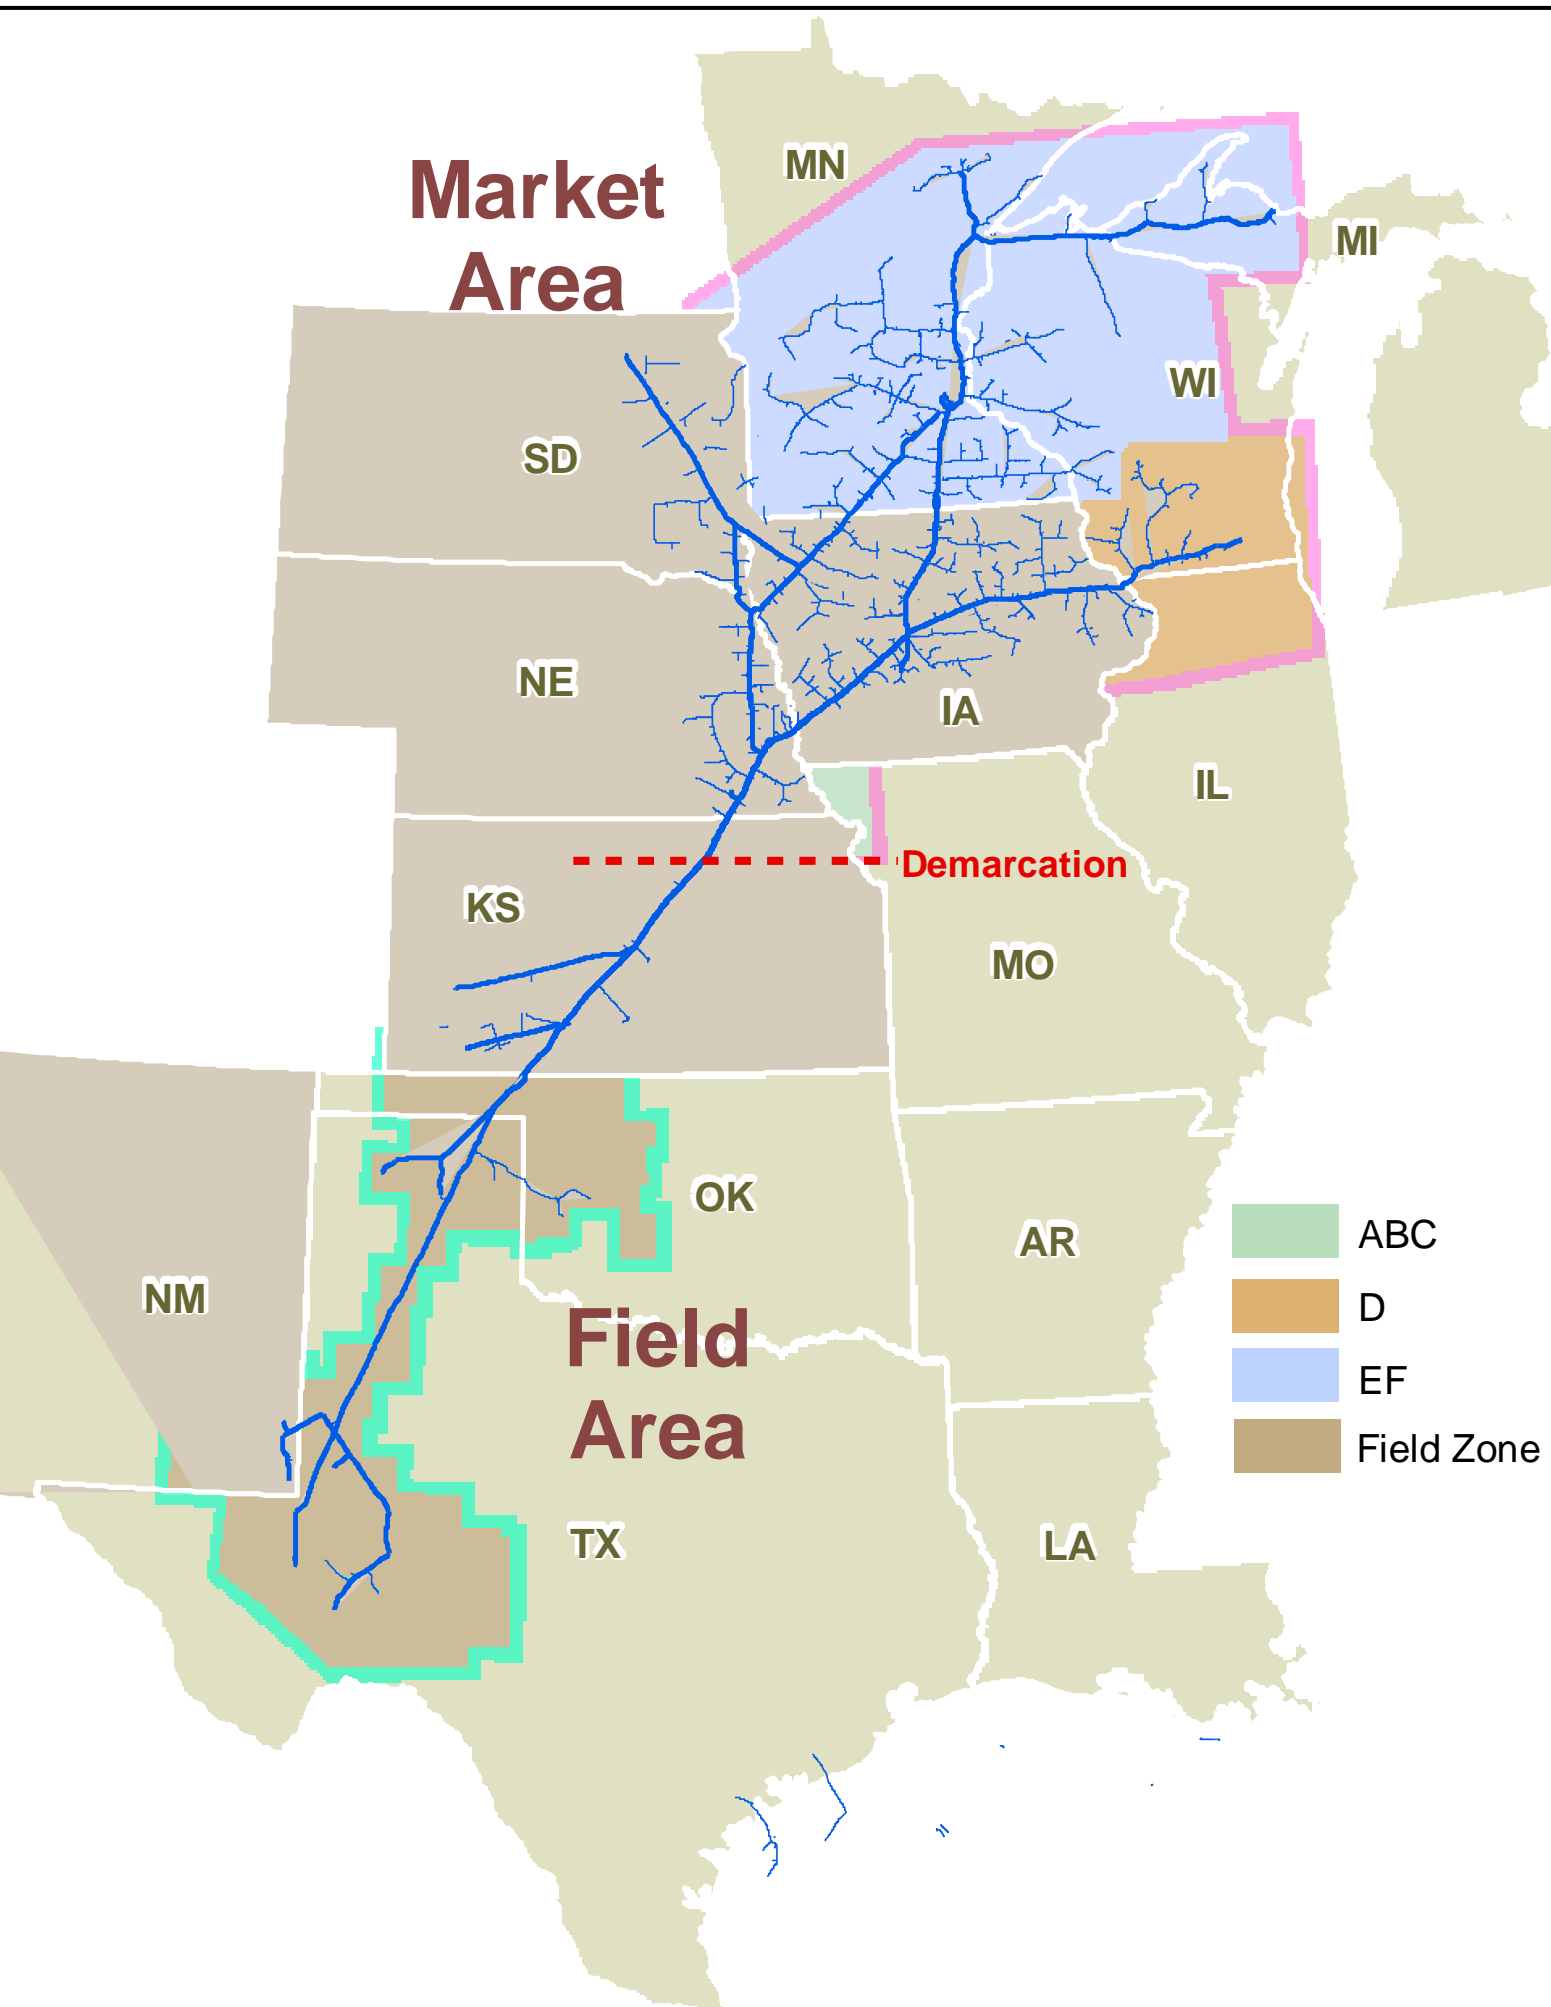 MN
Market
Area
MI
WI
SD
NE
IA
IL
Demarcation
KS
MO
OK
AR
ABC
NM
D
Field
Area
EF
Field Zone
TX
LA